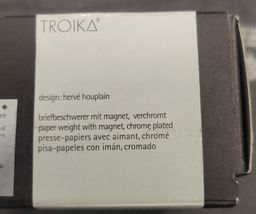 TROIKA®
design: hervé houplain
briefbeschwerer mit magnet, verchromt
paper weight with magnet, chrome plated
presse-papiers avec aimant, chromé
pisa-papeles con imán, cromado